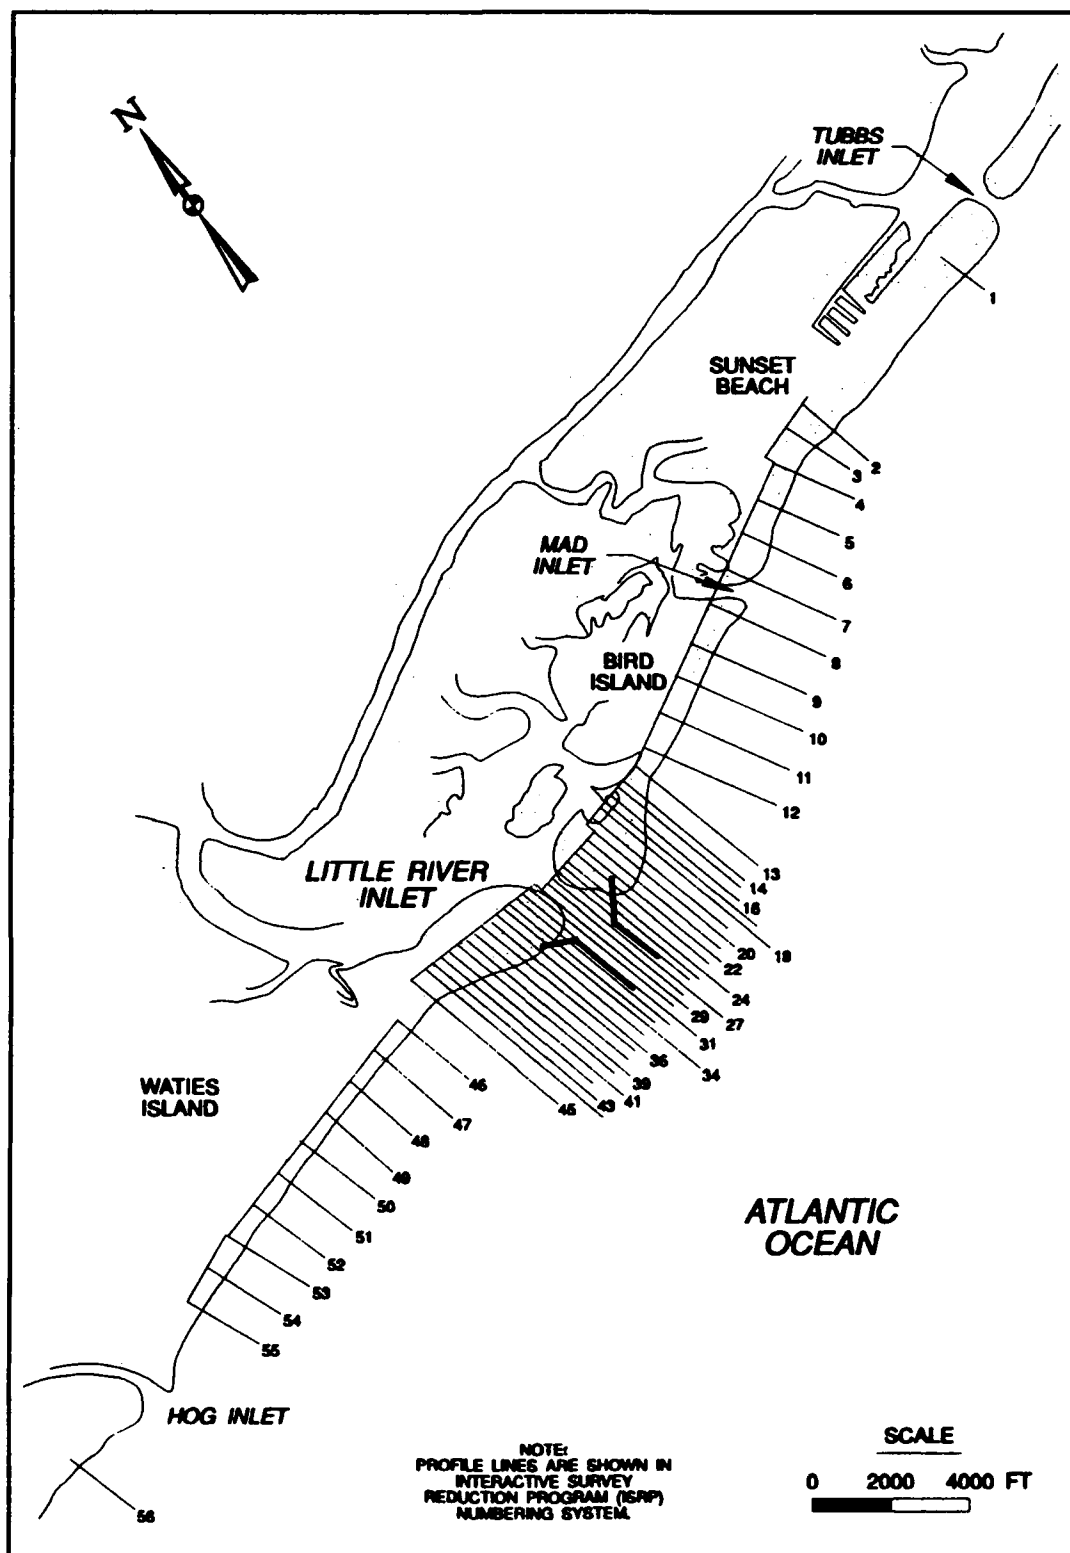 N
TUBBS
INLET
1
SUNSET
BEACH
2
3
4
5
MAD
INLET
6
7
8
BIRD
ISLAND
9
10
11
12
LITTLE RIVER
INLET
13
14
16
18
20
22
24
27
29
31
34
36
39
41
43
45
46
47
48
49
50
51
52
53
54
55
WATIES
ISLAND
ATLANTIC
OCEAN
HOG INLET
56
NOTE:
PROFILE LINES ARE SHOWN IN
INTERACTIVE SURVEY
REDUCTION PROGRAM (ISRP)
NUMBERING SYSTEM.
SCALE
0 2000 4000 FT